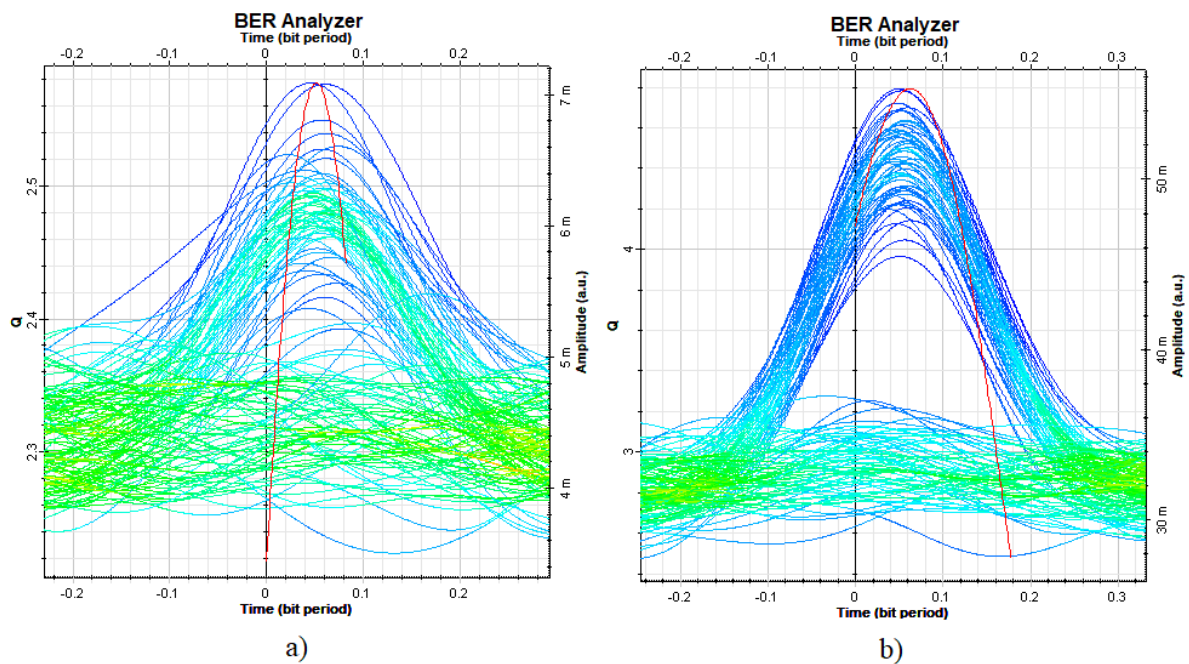 BER Analyzer
Time (bit period)
-0.2 -0.1 0 0.1 0.2
Q
2.5
2.4
2.3
7 m
6 m
5 m
4 m
Amplitude (a.u.)
-0.2 -0.1 0 0.1 0.2
Time (bit period)
a)
BER Analyzer
Time (bit period)
-0.2 -0.1 0 0.1 0.2 0.3
Q
4
3
50 m
40 m
30 m
Amplitude (a.u.)
-0.2 -0.1 0 0.1 0.2 0.3
Time (bit period)
b)